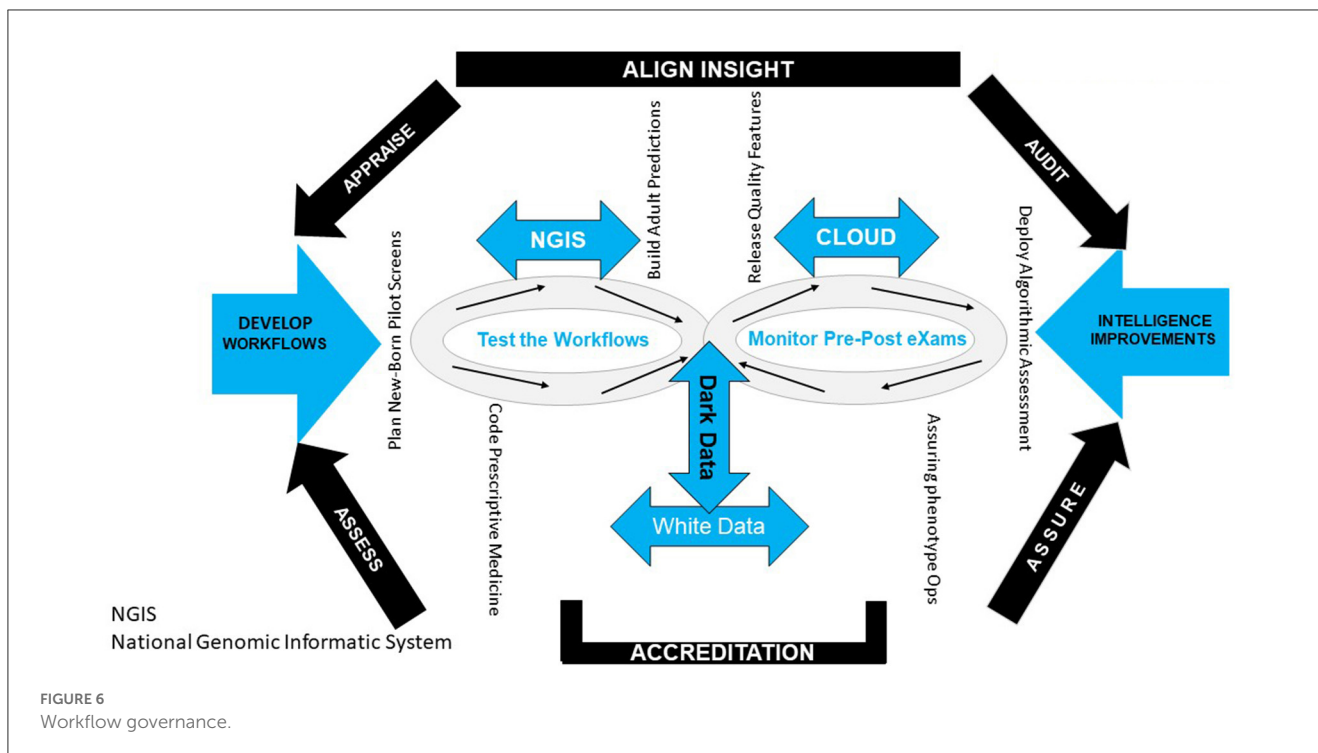 ALIGN INSIGHT
APPRAISE
AUDIT
Build Adult Predictions
Release Quality Features
NGIS
CLOUD
Plan New-Born Pilot Screens
Deploy Algorithmic Assessment
DEVELOP
WORKFLOWS
Test the Workflows
Monitor Pre-Post eXams
INTELLIGENCE
IMPROVEMENTS
Dark Data
Code Prescriptive Medicine
Assuring phenotype Ops
White Data
ASSESS
ASSURE
NGIS
National Genomic Informatic System
ACCREDITATION
FIGURE 6
Workflow governance.